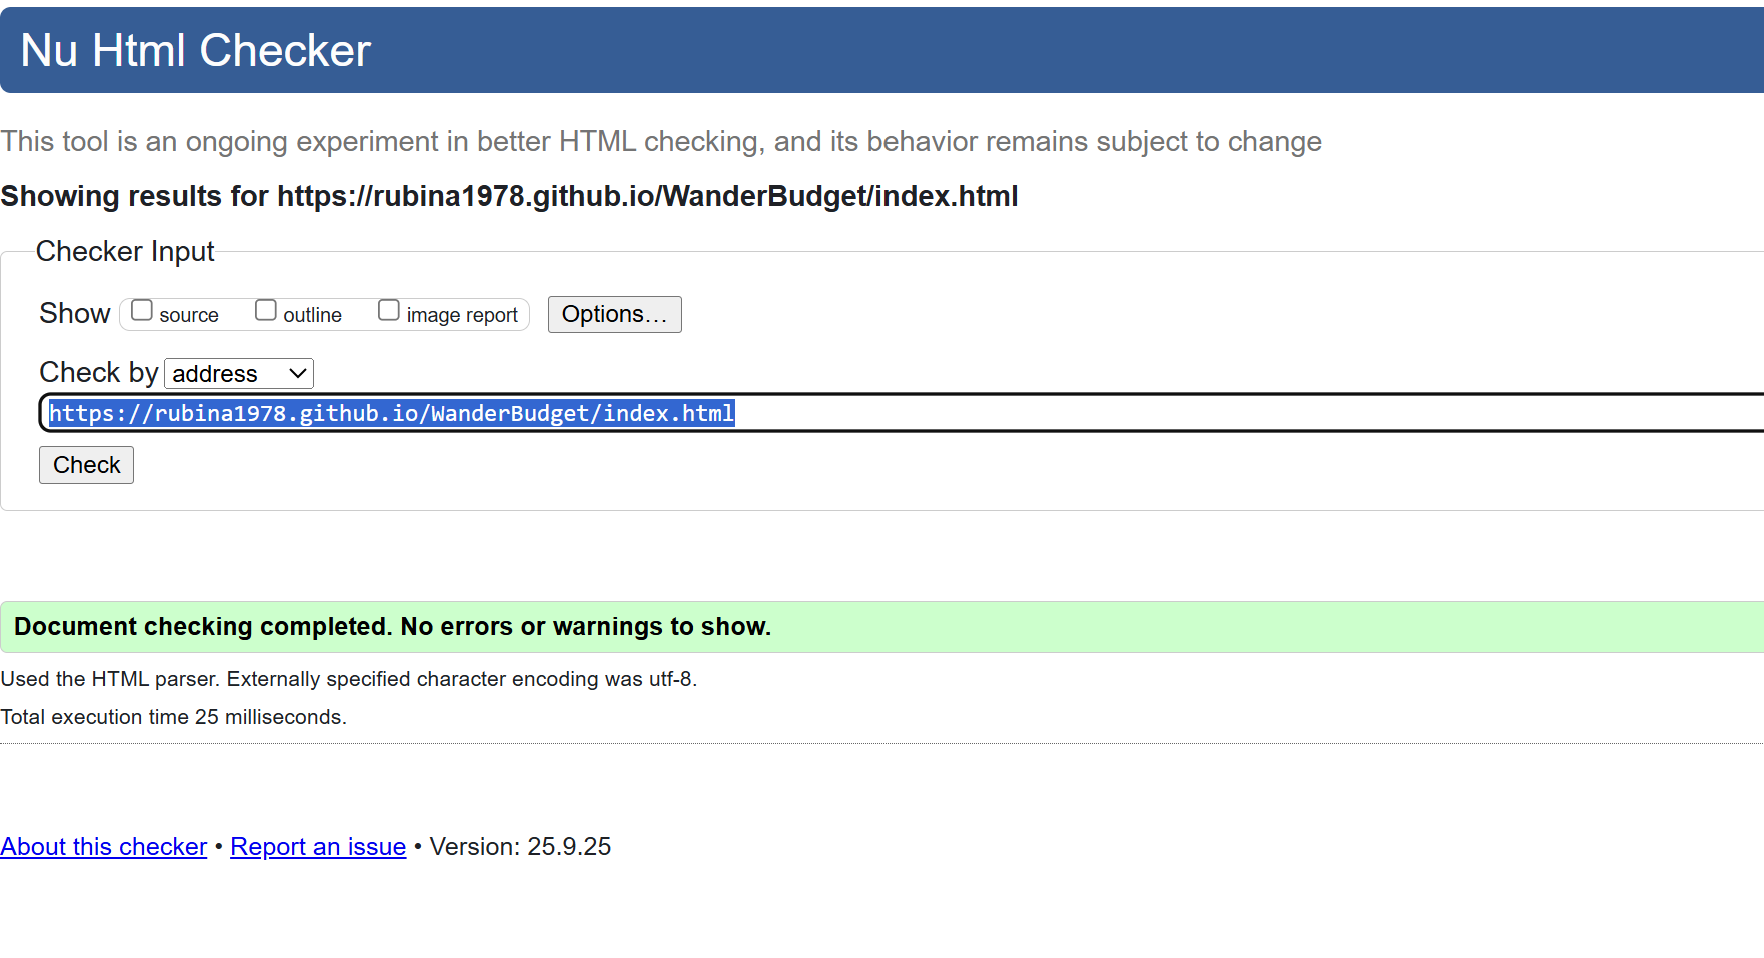 Nu Html Checker
This tool is an ongoing experiment in better HTML checking, and its behavior remains subject to change
Showing results for https://rubina1978.github.io/WanderBudget/index.html
Checker Input
Show source outline image report Options…
Check by address
https://rubina1978.github.io/WanderBudget/index.html
Check
Document checking completed. No errors or warnings to show.
Used the HTML parser. Externally specified character encoding was utf-8.
Total execution time 25 milliseconds.
About this checker • Report an issue • Version: 25.9.25